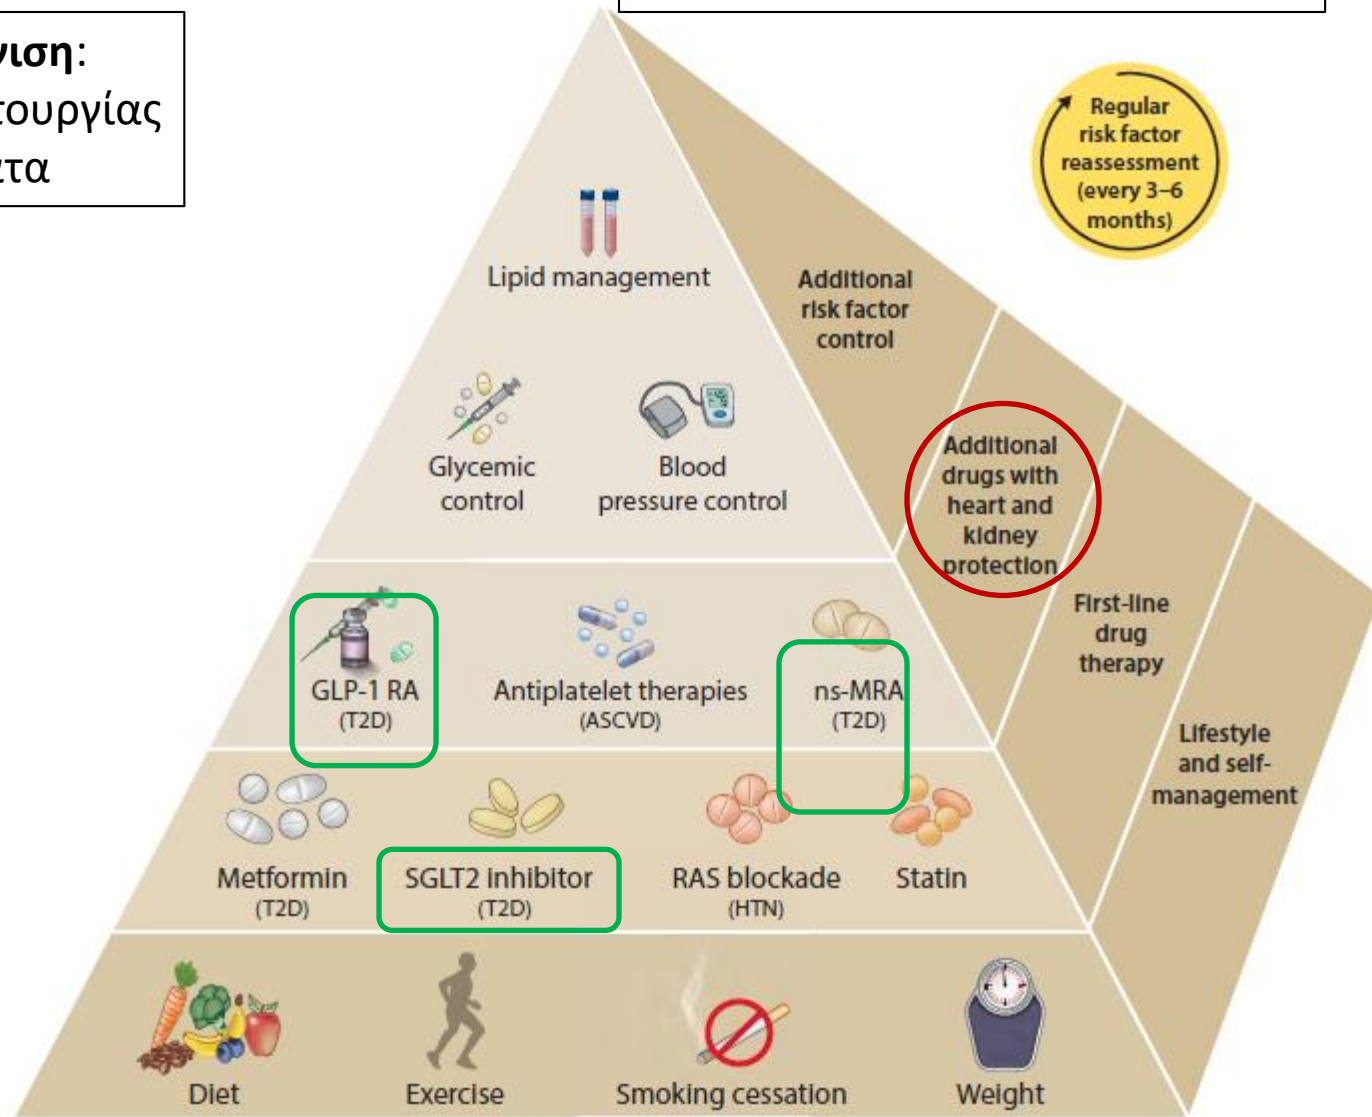 τουργίας
Regular
risk factor
reassessment
(every 3–6
months)
Lipid management
Additional
risk factor
control
Glycemic
control
Blood
pressure control
Additional
drugs with
heart and
kidney
protection
First-line
drug
therapy
Lifestyle
and self-
management
GLP-1 RA
(T2D)
Antiplatelet therapies
(ASCVD)
ns-MRA
(T2D)
Metformin
(T2D)
SGLT2 inhibitor
(T2D)
RAS blockade
(HTN)
Statin
Diet
Exercise
Smoking cessation
Weight